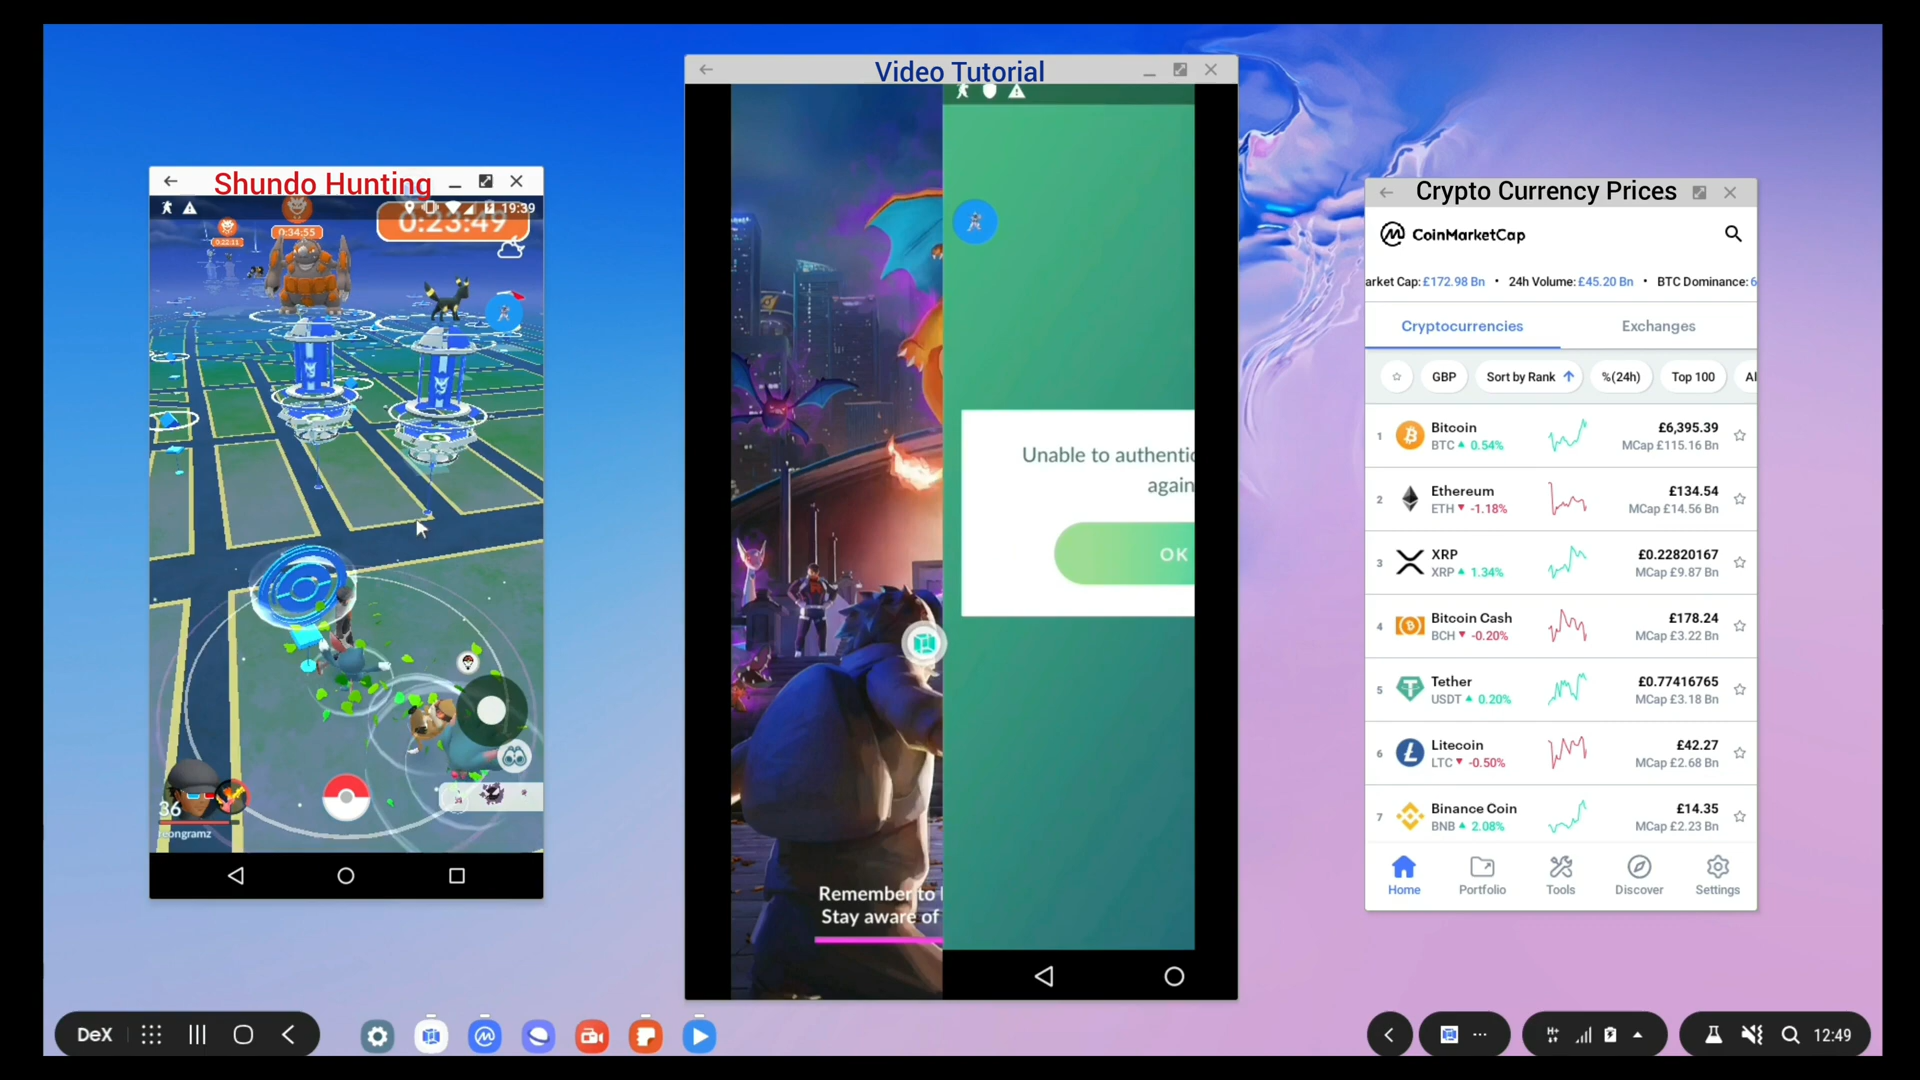 Shundo Hunting
19:39
0:23:49
0:34:55
0:22:11
36
reongramz
Video Tutorial
Unable to authentic
again
OK
Remember to
Stay aware of
Crypto Currency Prices
CoinMarketCap
arket Cap: £172.98 Bn • 24h Volume: £45.20 Bn • BTC Dominance: 6
Cryptocurrencies Exchanges
GBP Sort by Rank %(24h) Top 100 Al
1 Bitcoin £6,395.39
BTC 0.54% MCap £115.16 Bn
2 Ethereum £134.54
ETH -1.18% MCap £14.56 Bn
3 XRP £0.22820167
XRP 1.34% MCap £9.87 Bn
4 Bitcoin Cash £178.24
BCH -0.20% MCap £3.22 Bn
5 Tether £0.77416765
USDT 0.20% MCap £3.18 Bn
6 Litecoin £42.27
LTC -0.50% MCap £2.68 Bn
7 Binance Coin £14.35
BNB 2.08% MCap £2.23 Bn
Home Portfolio Tools Discover Settings
DeX
H+
12:49